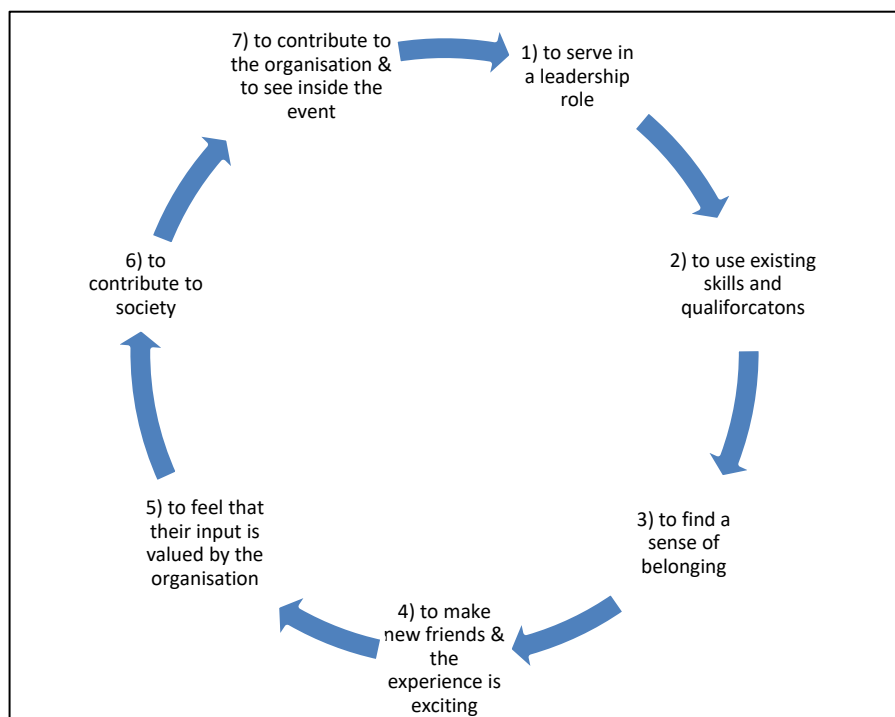 1) to serve in
a leadership
role
2) to use existing
skills and
qualiforcatons
3) to find a
sense of
belonging
4) to make
new friends &
the
experience is
exciting
5) to feel that
their input is
valued by the
organisation
6) to
contribute to
society
7) to contribute to
the organisation &
to see inside the
event